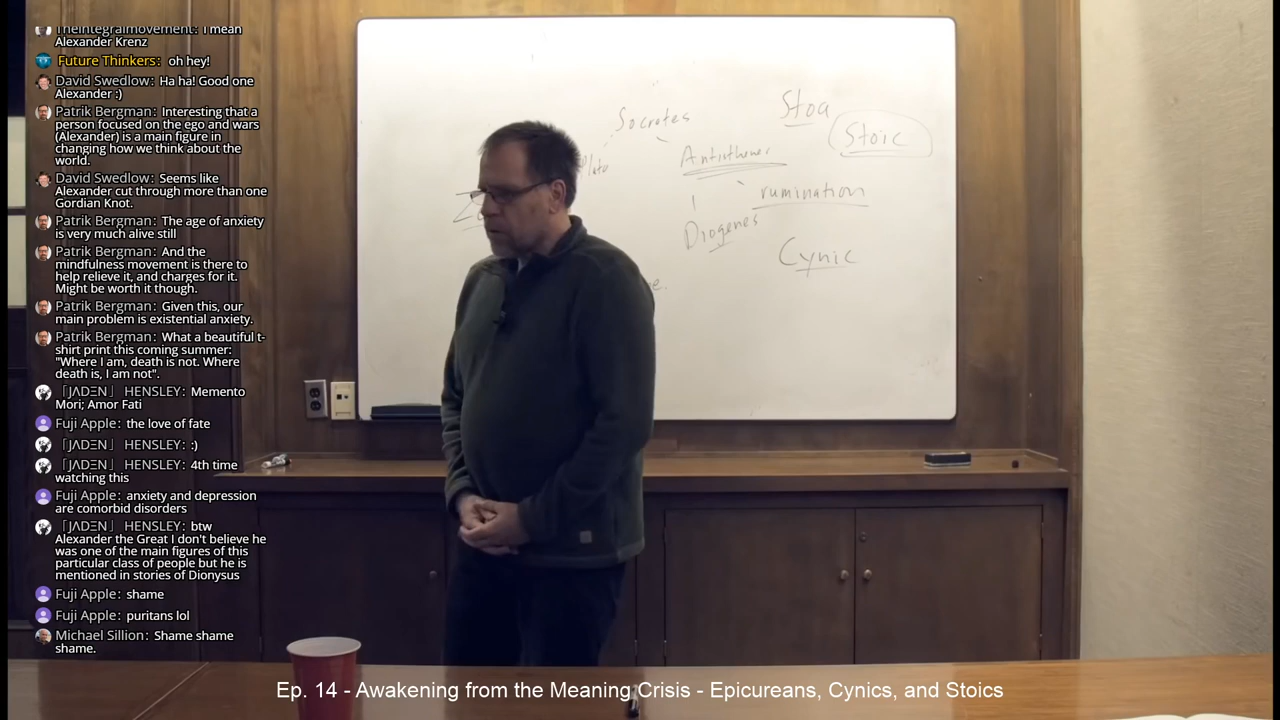 Theintegralmovement: I mean
Alexander Krenz
Future Thinkers: oh hey!
David Swedlow: Ha ha! Good one
Alexander :)
Patrik Bergman: Interesting that a
person focused on the ego and wars
(Alexander) is a main figure in
changing how we think about the
world.
David Swedlow: Seems like
Alexander cut through more than one
Gordian Knot.
Patrik Bergman: The age of anxiety
is very much alive still
Patrik Bergman: And the
mindfulness movement is there to
help relieve it, and charges for it.
Might be worth it though.
Patrik Bergman: Given this, our
main problem is existential anxiety.
Patrik Bergman: What a beautiful t-
shirt print this coming summer:
"Where I am, death is not. Where
death is, I am not".
「JΛDΞN」 HENSLEY: Memento
Mori; Amor Fati
Fuji Apple: the love of fate
「JΛDΞN」 HENSLEY: :)
「JΛDΞN」 HENSLEY: 4th time
watching this
Fuji Apple: anxiety and depression
are comorbid disorders
「JΛDΞN」 HENSLEY: btw
Alexander the Great I don't believe he
was one of the main figures of this
particular class of people but he is
mentioned in stories of Dionysus
Fuji Apple: shame
Fuji Apple: puritans lol
Michael Sillion: Shame shame
shame.
Socrates
Plato
Antisthenes
Diogenes
Stoa
Stoic
rumination
Cynic
Ep. 14 - Awakening from the Meaning Crisis - Epicureans, Cynics, and Stoics